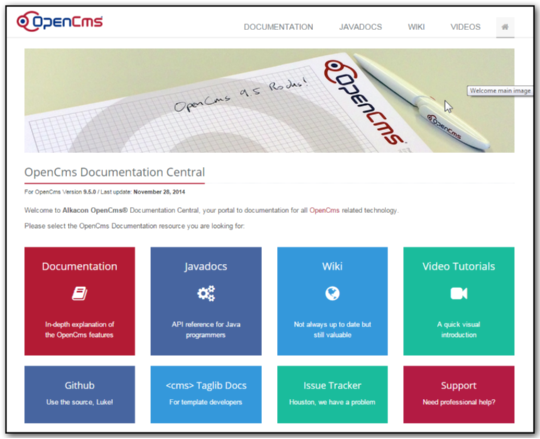 OpenCms
DOCUMENTATION JAVADOCS WIKI VIDEOS
OpenCms 9.5 Rocks!
OpenCms
OpenCms
Welcome main image
OpenCms Documentation Central
For OpenCms Version 9.5.0 / Last update: November 28, 2014
Welcome to Alkacon OpenCms® Documentation Central, your portal to documentation for all OpenCms related technology.
Please select the OpenCms Documentation resource you are looking for:
Documentation
In-depth explanation of
the OpenCms features
Javadocs
API reference for Java
programmers
Wiki
Not always up to date but
still valuable
Video Tutorials
A quick visual
introduction
Github
Use the source, Luke!
<cms> Taglib Docs
For template developers
Issue Tracker
Houston, we have a problem
Support
Need professional help?